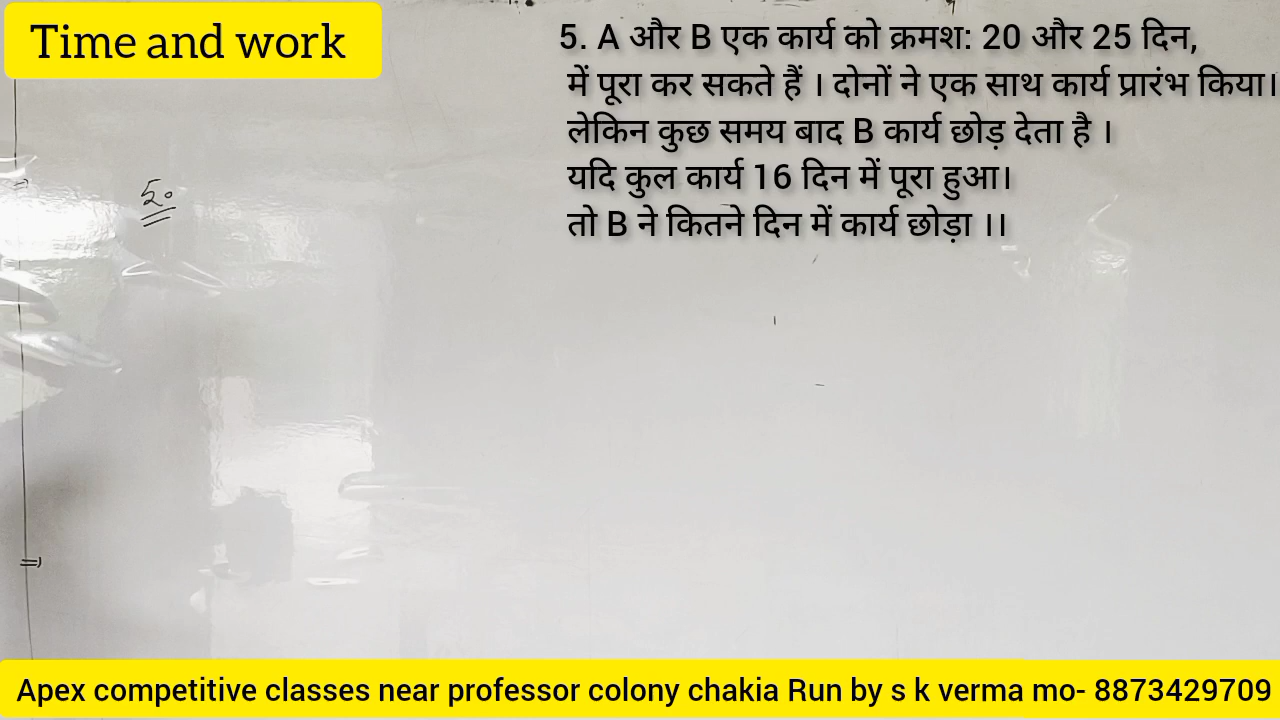 Time and work
5. A और B एक कार्य को क्रमश: 20 और 25 दिन,
में पूरा कर सकते हैं । दोनों ने एक साथ कार्य प्रारंभ किया।
लेकिन कुछ समय बाद B कार्य छोड़ देता है ।
यदि कुल कार्य 16 दिन में पूरा हुआ।
तो B ने कितने दिन में कार्य छोड़ा ।।
50
=)
Apex competitive classes near professor colony chakia Run by s k verma mo- 8873429709